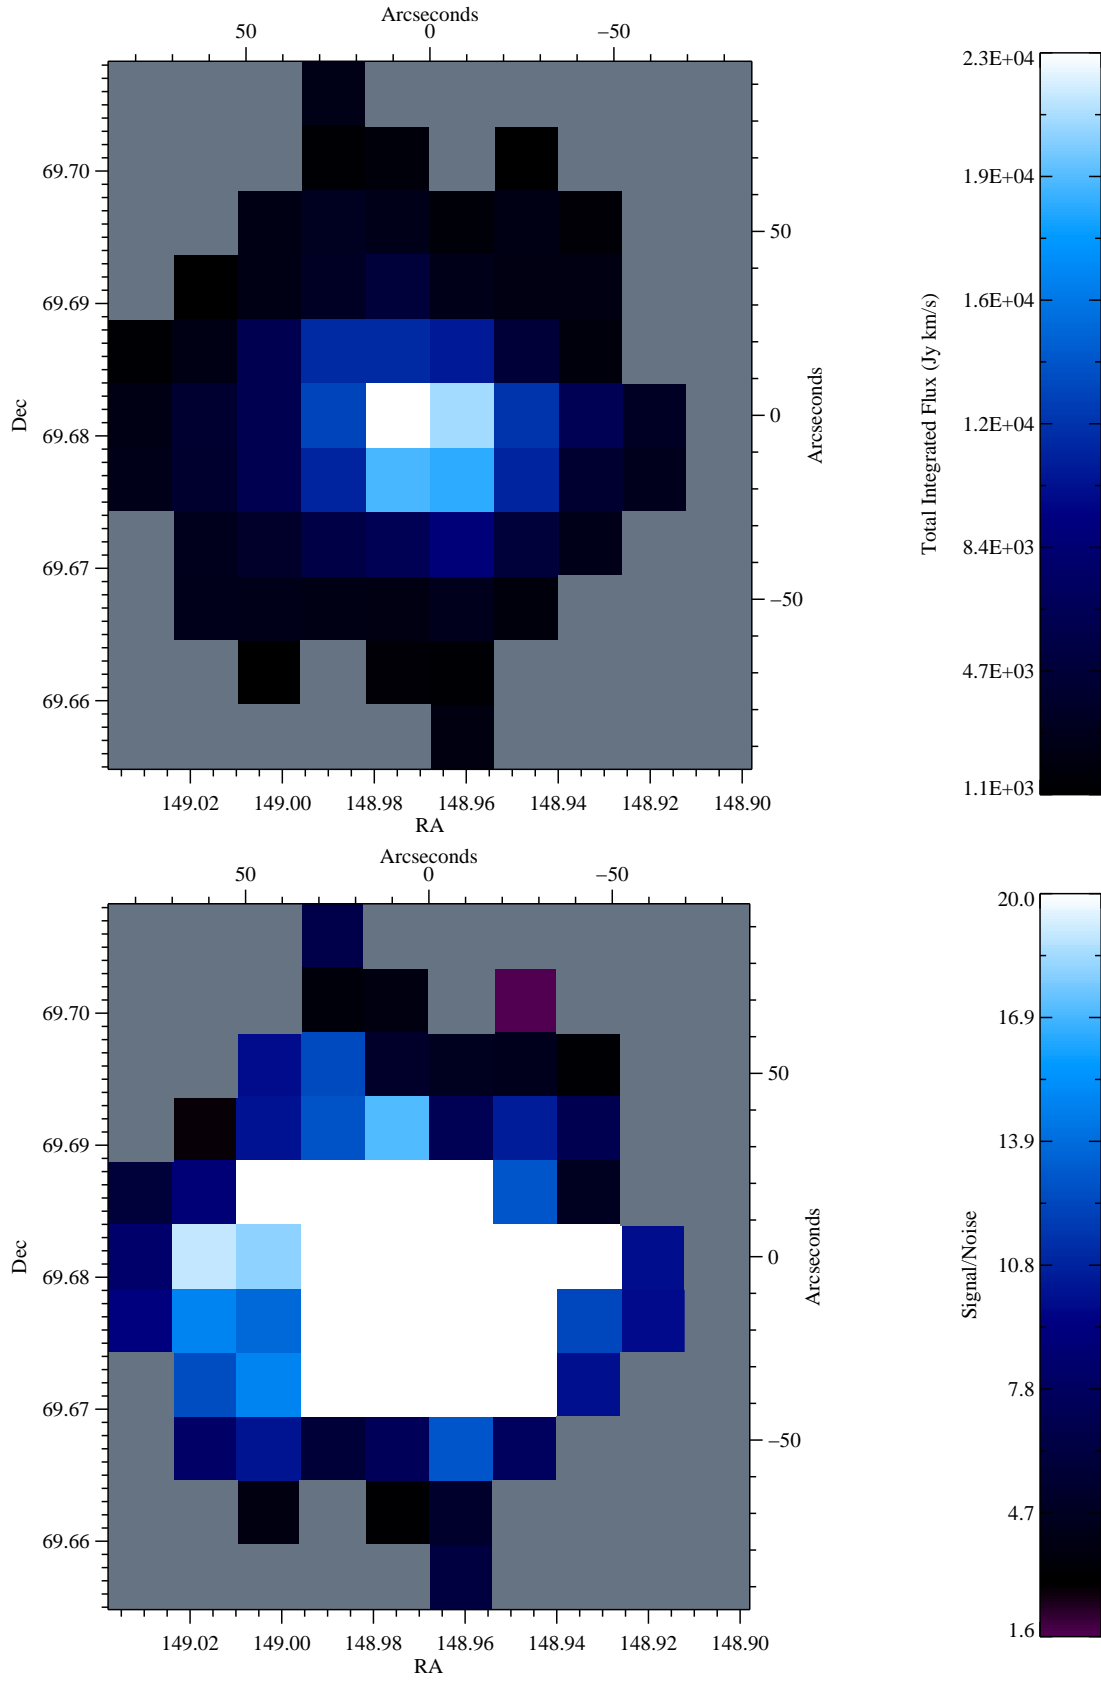 Arcseconds
50 0 −50
69.70
69.69
69.68
69.67
69.66
Dec
50
0
−50
Arcseconds
149.02 149.00 148.98 148.96 148.94 148.92 148.90
RA
2.3E+04
1.9E+04
1.6E+04
1.2E+04
8.4E+03
4.7E+03
1.1E+03
Total Integrated Flux (Jy km/s)
Arcseconds
50 0 −50
69.70
69.69
69.68
69.67
69.66
Dec
50
0
−50
Arcseconds
149.02 149.00 148.98 148.96 148.94 148.92 148.90
RA
20.0
16.9
13.9
10.8
7.8
4.7
1.6
Signal/Noise